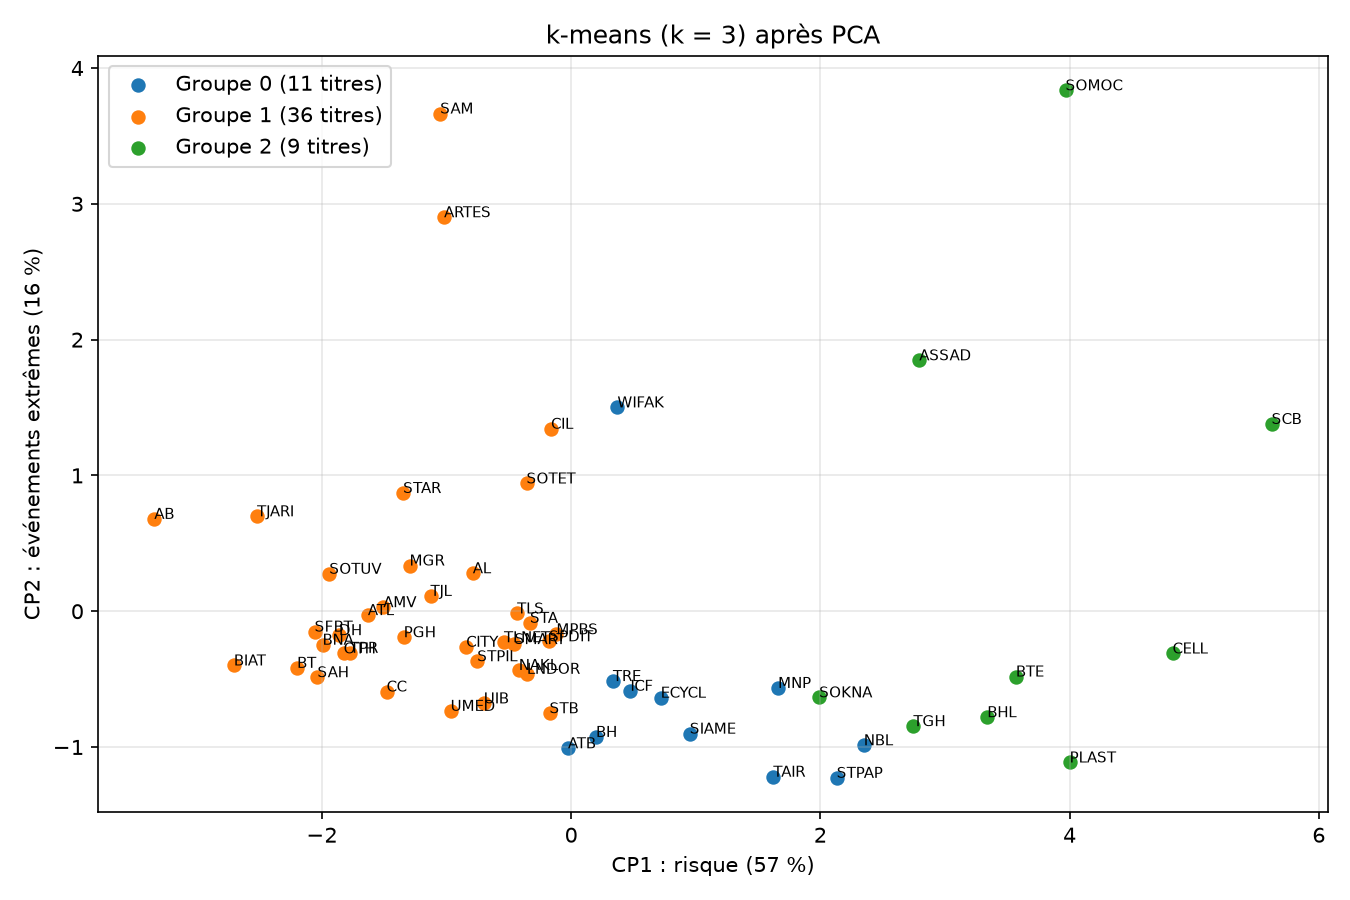 k-means (k = 3) après PCA
Groupe 0 (11 titres)
Groupe 1 (36 titres)
Groupe 2 (9 titres)
CP2 : événements extrêmes (16 %)
4
3
2
1
0
−1
SAM
SOMOC
ARTES
ASSAD
WIFAK
SCB
CIL
SOTET
STAR
AB
TJARI
MGR
AL
SOTUV
TJL
AMV
ATL
TLS
STA
MPBS
SFBT
PGH
SPDIT
BNA
CITY
SMART
TPR
STPIL
BIAT
BT
SAH
NAKL
LNDOR
CC
UIB
UMED
STB
TRE
ICF
ECYCL
MNP
SOKNA
BTE
CELL
BHL
TGH
SIAME
BH
ATB
NBL
PLAST
TAIR
STPAP
−2
0
2
4
6
CP1 : risque (57 %)